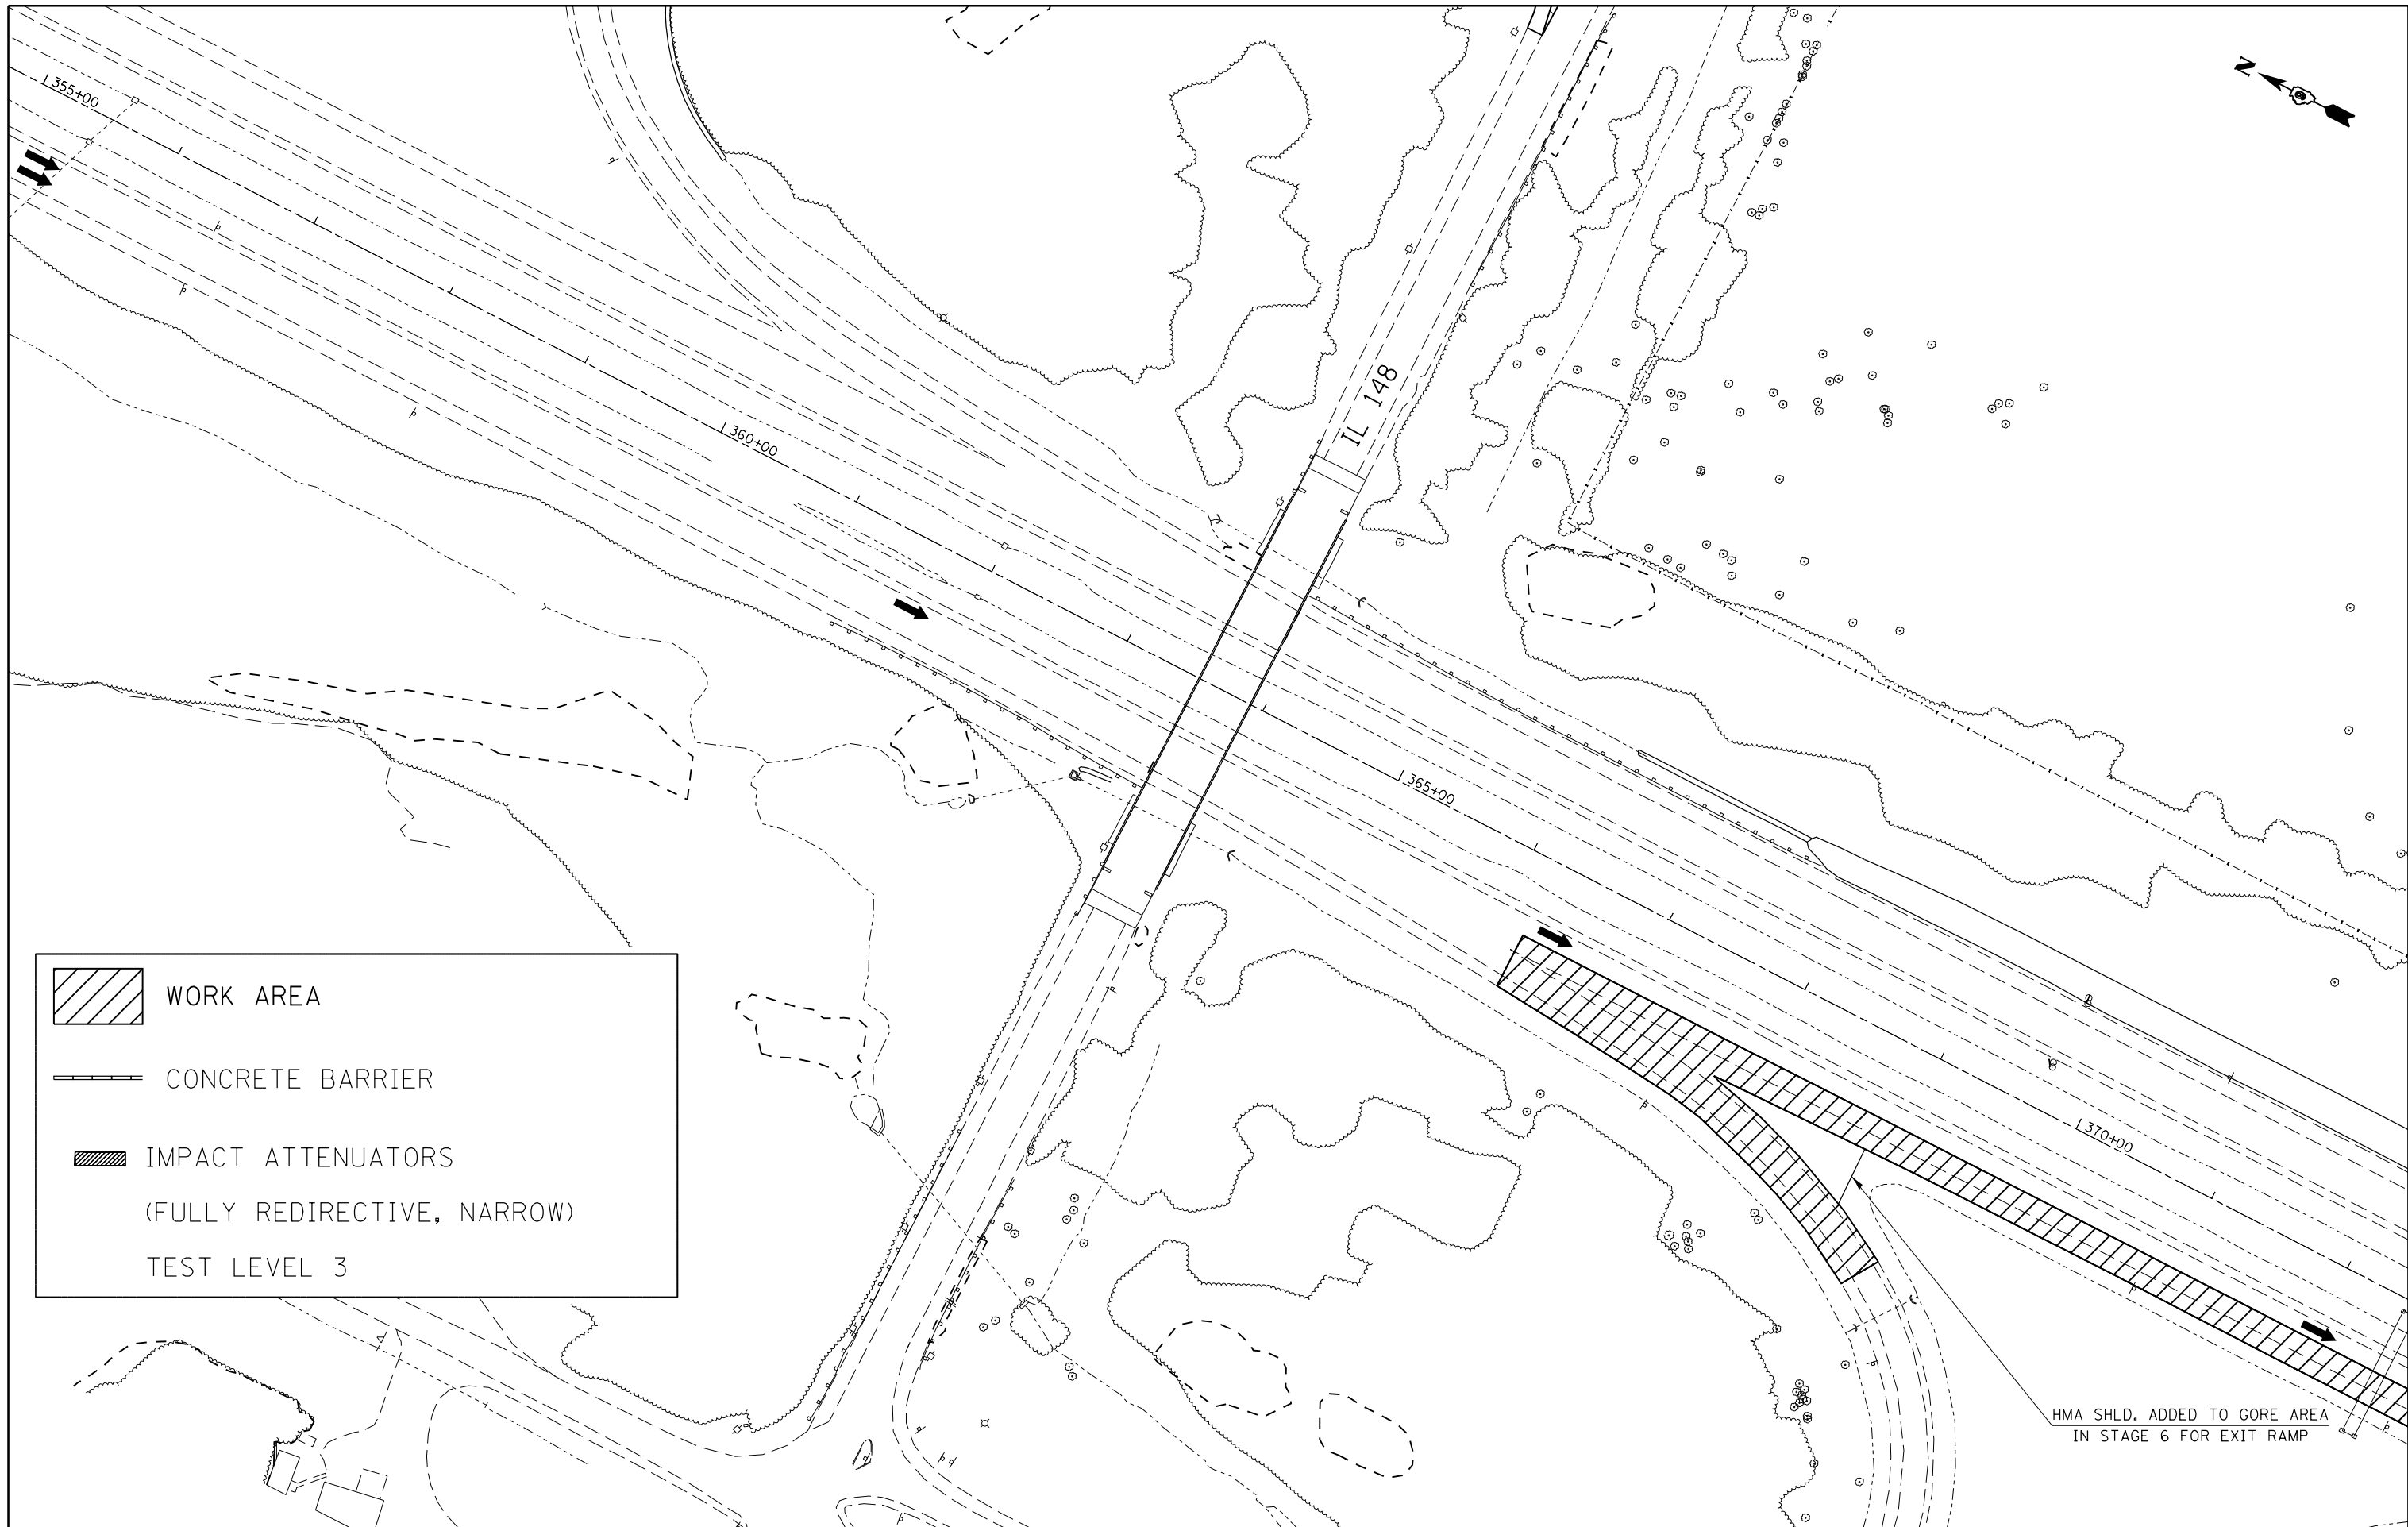 355+00
N
IL 148
360+00
365+00
370+00
WORK AREA
CONCRETE BARRIER
IMPACT ATTENUATORS
(FULLY REDIRECTIVE, NARROW)
TEST LEVEL 3
HMA SHLD. ADDED TO GORE AREA
IN STAGE 6 FOR EXIT RAMP